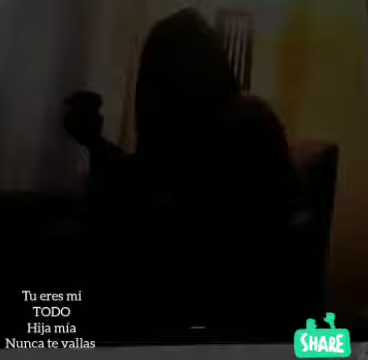 Tu eres mi
TODO
Hija mía
Nunca te vallas
SHARE